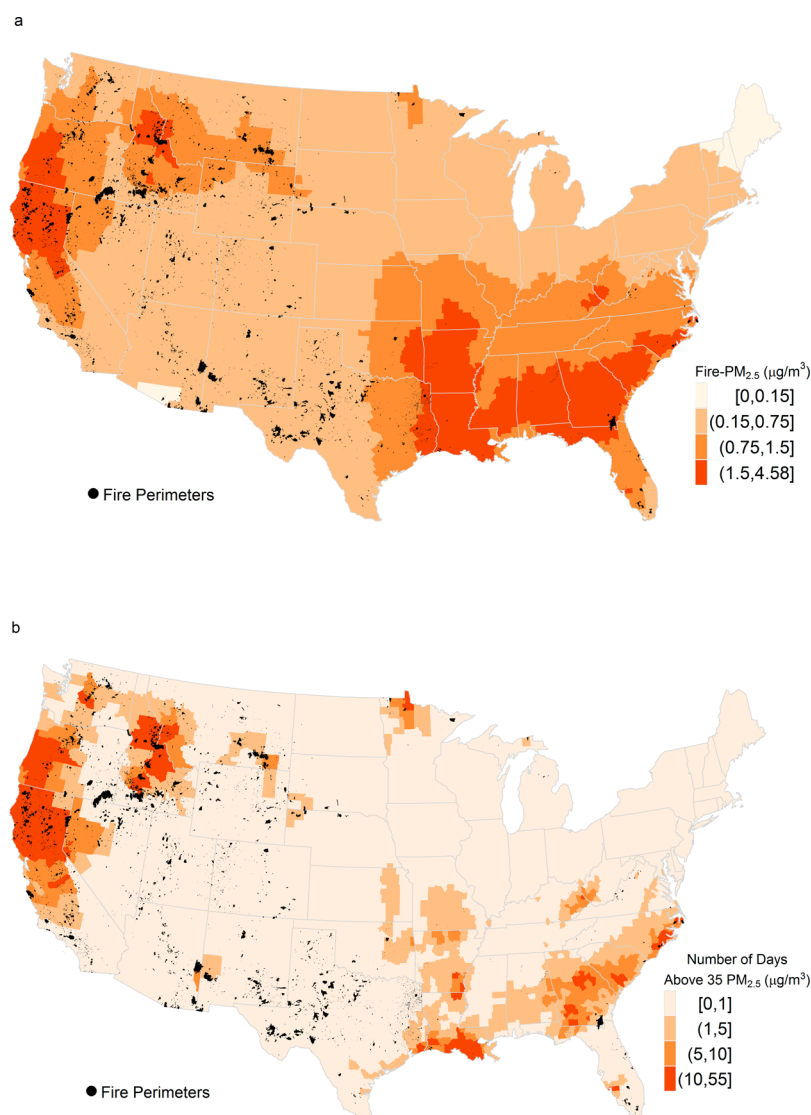 a
Fire-PM2.5 (μg/m3)
[0,0.15]
(0.15,0.75]
(0.75,1.5]
(1.5,4.58]
Fire Perimeters
b
Number of Days
Above 35 PM2.5 (μg/m3)
[0,1]
(1,5]
(5,10]
(10,55]
Fire Perimeters